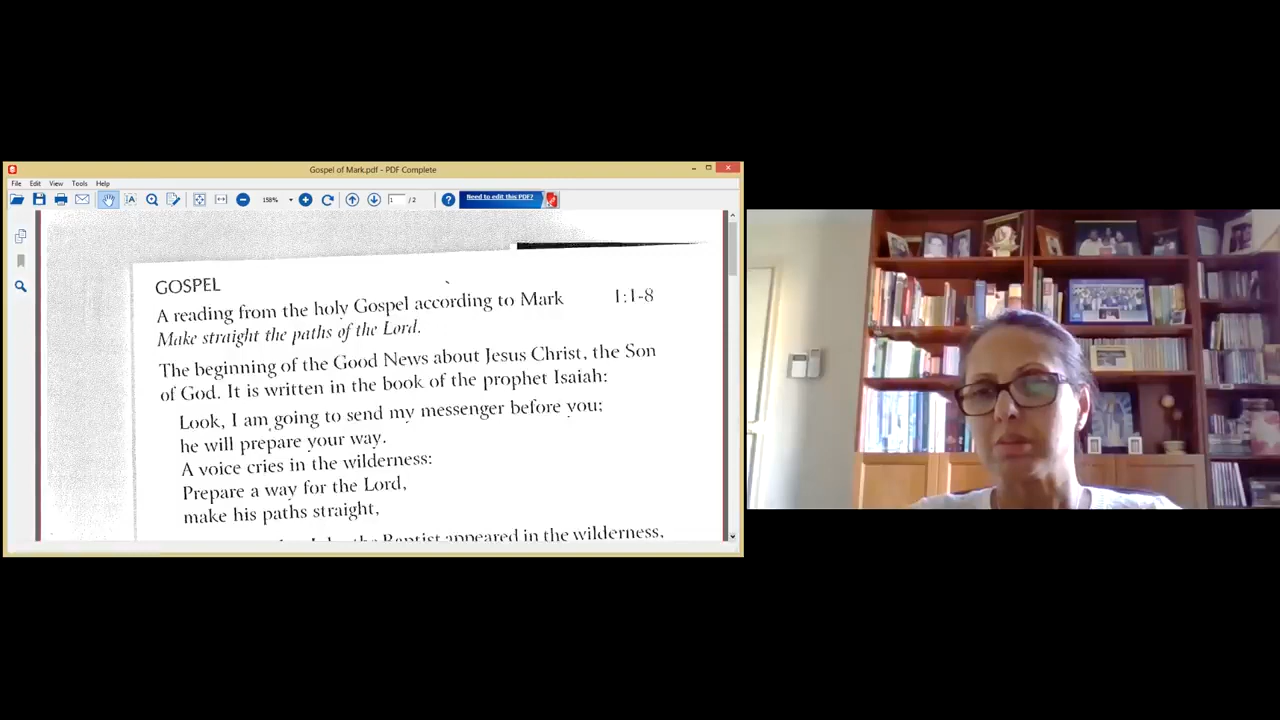 Gospel of Mark.pdf - PDF Complete
File Edit View Tools Help
158% 1 / 2 Need to edit this PDF?
GOSPEL
A reading from the holy Gospel according to Mark 1:1-8
Make straight the paths of the Lord.
The beginning of the Good News about Jesus Christ, the Son
of God. It is written in the book of the prophet Isaiah:
Look, I am going to send my messenger before you;
he will prepare your way.
A voice cries in the wilderness:
Prepare a way for the Lord,
make his paths straight,
the Baptist appeared in the wilderness,